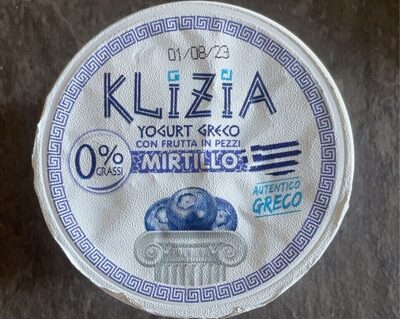 01/08/23
KLIZIA
YOGURT GRECO
CON FRUTTA IN PEZZI
MIRTILLO
0%
GRASSI
AUTENTICO
GRECO